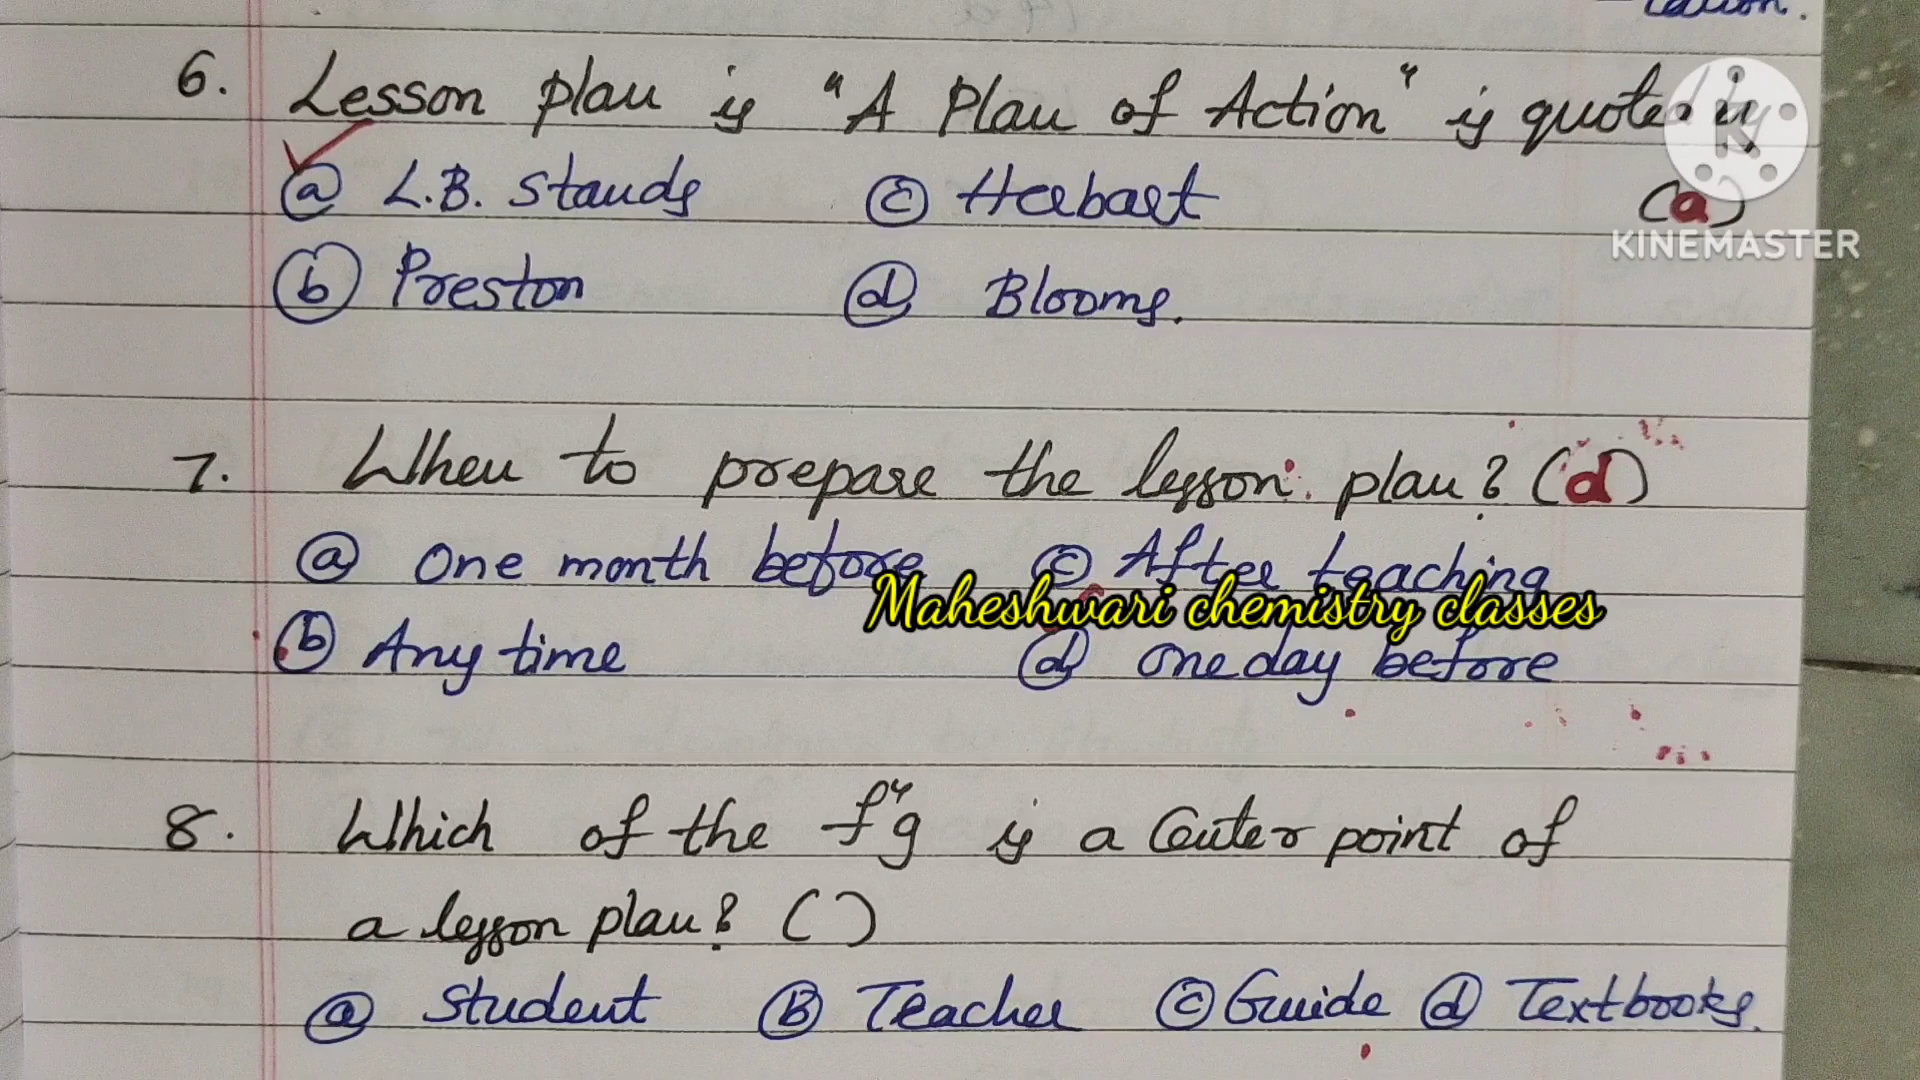 6. Lesson plan is "A Plan of Action" is quoted in
ⓐ L.B. Stands ⓒ Herbart (a)
KINEMASTER
ⓑ Preston ⓓ Blooms.
7. When to prepare the lesson plan? (d)
ⓐ One month before ⓒ After teaching
Maheshwari chemistry classes
ⓑ Any time ⓓ One day before
8. Which of the f"g is a Center point of
a lesson plan? ( )
ⓐ Student Ⓑ Teacher ⓒ Guide ⓓ Textbooks.